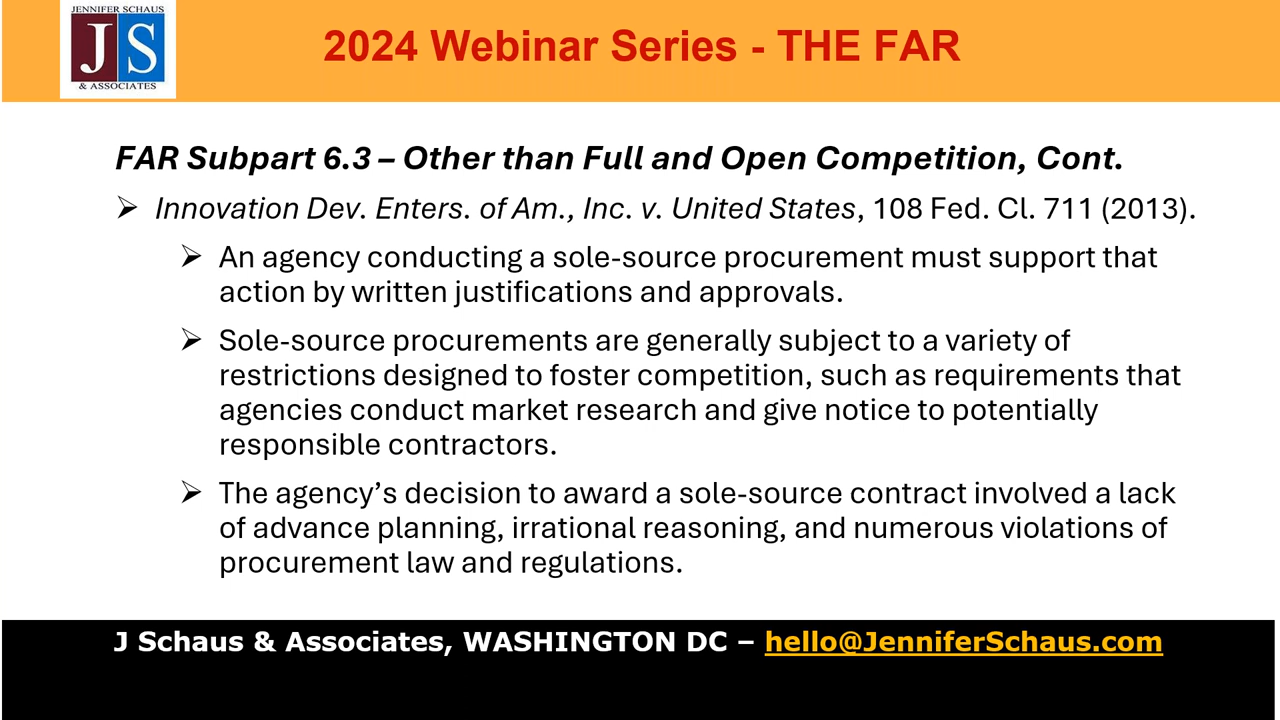 JENNIFER SCHAUS
JS
& ASSOCIATES
2024 Webinar Series - THE FAR
FAR Subpart 6.3 – Other than Full and Open Competition, Cont.
➢ Innovation Dev. Enters. of Am., Inc. v. United States, 108 Fed. Cl. 711 (2013).
➢ An agency conducting a sole-source procurement must support that
action by written justifications and approvals.
➢ Sole-source procurements are generally subject to a variety of
restrictions designed to foster competition, such as requirements that
agencies conduct market research and give notice to potentially
responsible contractors.
➢ The agency’s decision to award a sole-source contract involved a lack
of advance planning, irrational reasoning, and numerous violations of
procurement law and regulations.
J Schaus & Associates, WASHINGTON DC – hello@JenniferSchaus.com